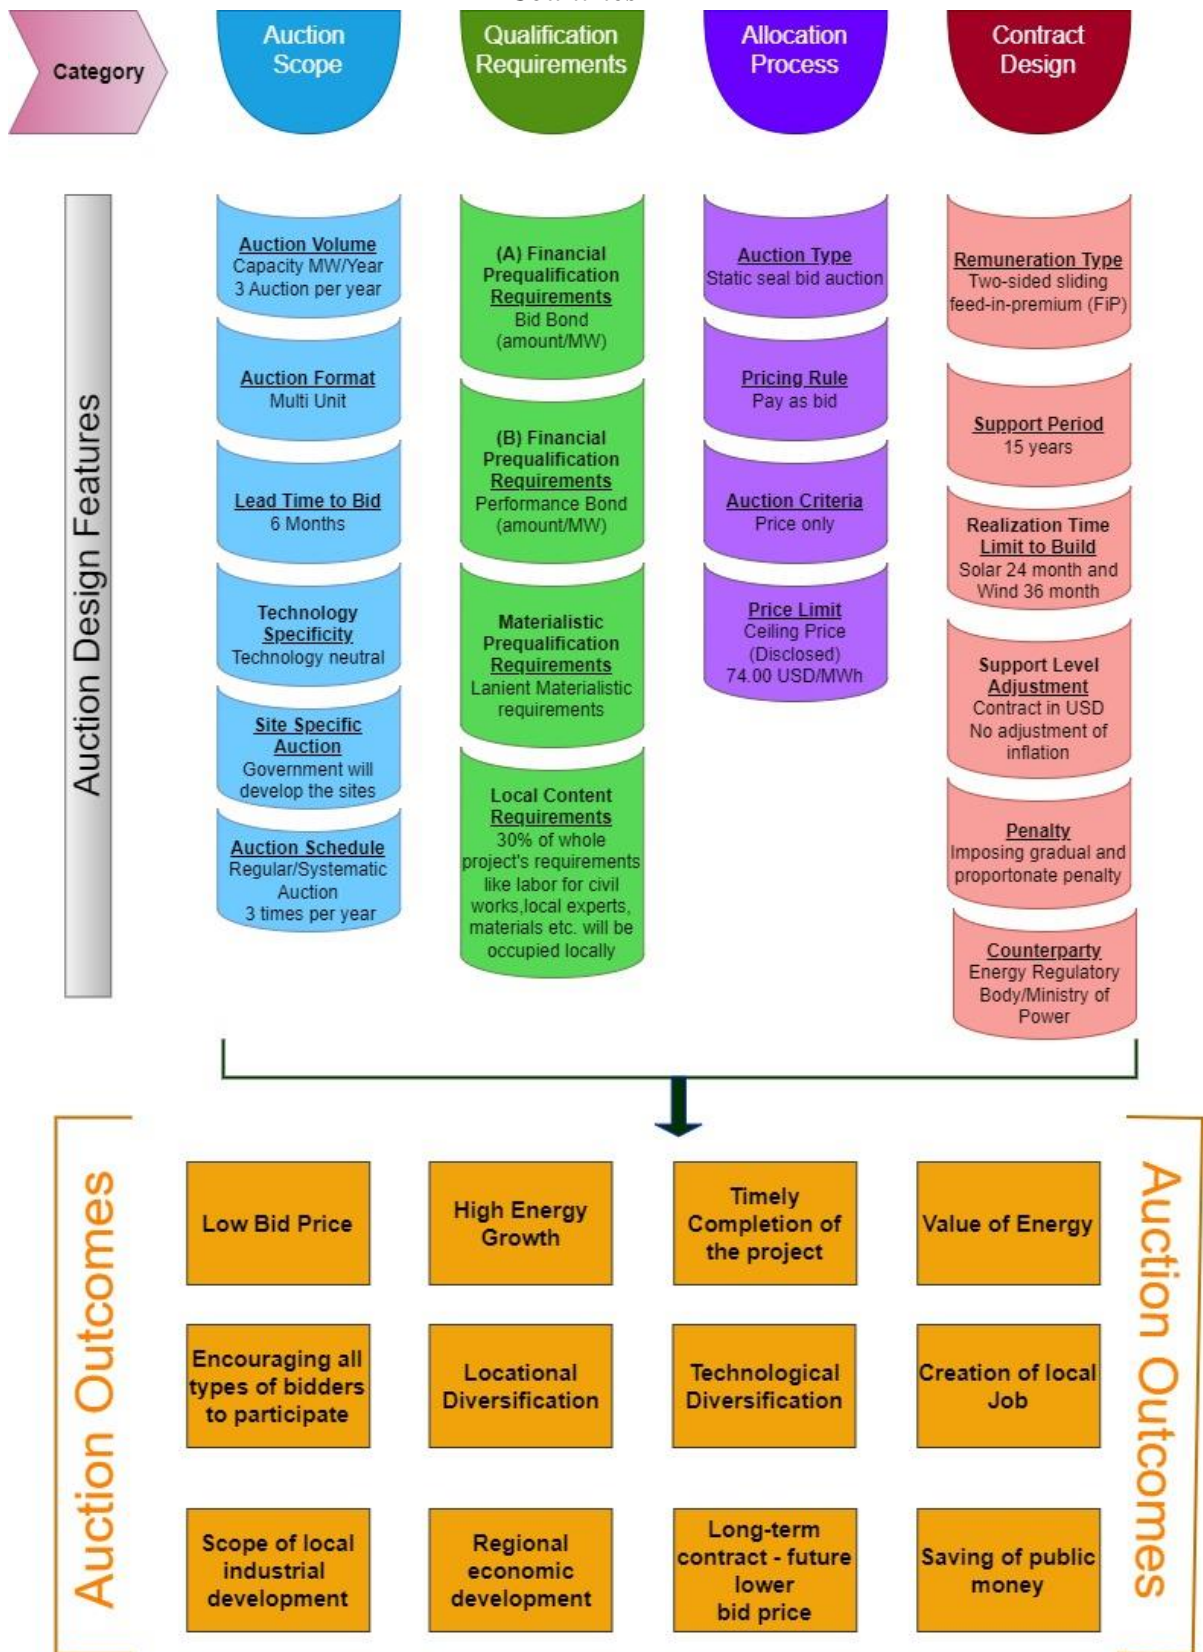 Category
Auction
Scope
Qualification
Requirements
Allocation
Process
Contract
Design
Auction Design Features
Auction Volume
Capacity MW/Year
3 Auction per year
Auction Format
Multi Unit
Lead Time to Bid
6 Months
Technology
Specificity
Technology neutral
Site Specific
Auction
Government will
develop the sites
Auction Schedule
Regular/Systematic
Auction
3 times per year
(A) Financial
Prequalification
Requirements
Bid Bond
(amount/MW)
(B) Financial
Prequalification
Requirements
Performance Bond
(amount/MW)
Materialistic
Prequalification
Requirements
Lanient Materialistic
requirements
Local Content
Requirements
30% of whole
project's requirements
like labor for civil
works,local experts,
materials etc. will be
occupied locally
Auction Type
Static seal bid auction
Pricing Rule
Pay as bid
Auction Criteria
Price only
Price Limit
Ceiling Price
(Disclosed)
74.00 USD/MWh
Remuneration Type
Two-sided sliding
feed-in-premium (FiP)
Support Period
15 years
Realization Time
Limit to Build
Solar 24 month and
Wind 36 month
Support Level
Adjustment
Contract in USD
No adjustment of
inflation
Penalty
Imposing gradual and
proportonate penalty
Counterparty
Energy Regulatory
Body/Ministry of
Power
Auction Outcomes
Low Bid Price
High Energy
Growth
Timely
Completion of
the project
Value of Energy
Encouraging all
types of bidders
to participate
Locational
Diversification
Technological
Diversification
Creation of local
Job
Scope of local
industrial
development
Regional
economic
development
Long-term
contract - future
lower
bid price
Saving of public
money
Auction Outcomes